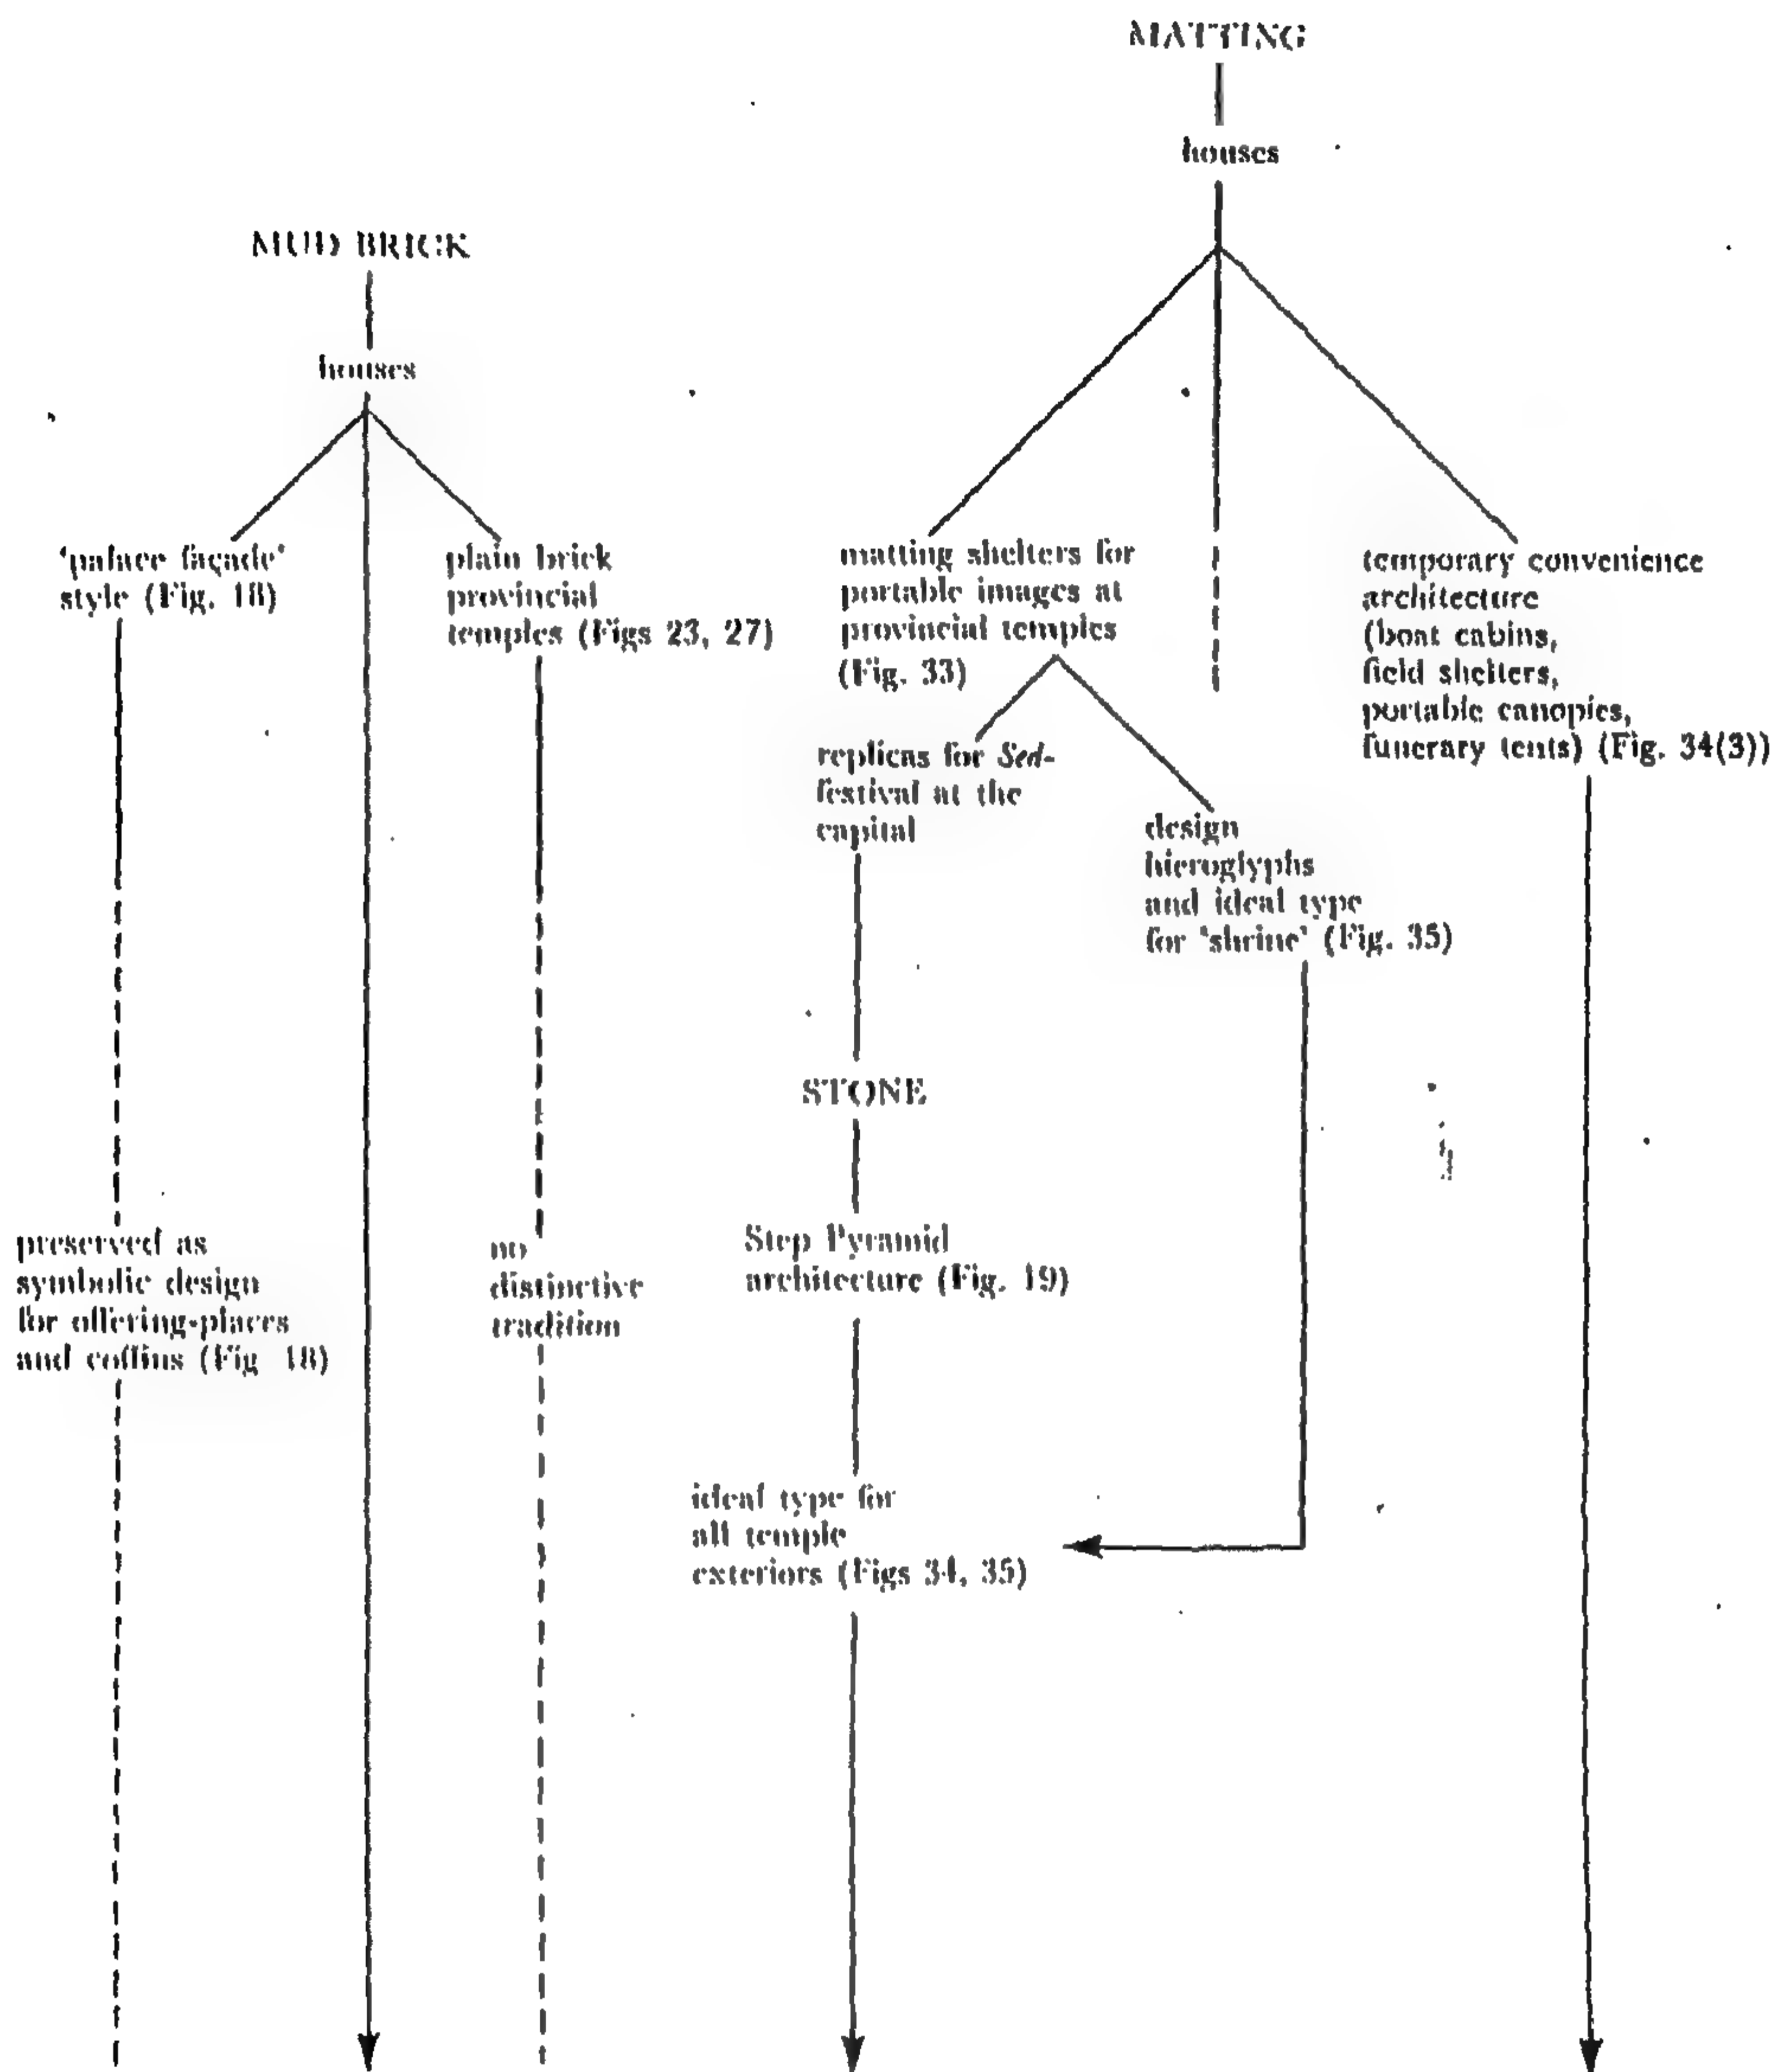 MATTING
houses
MUD BRICK
houses
'palace façade'
style (Fig. 18)
plain brick
provincial
temples (Figs 23, 27)
matting shelters for
portable images at
provincial temples
(Fig. 33)
temporary convenience
architecture
(boat cabins,
field shelters,
portable canopies,
funerary tents) (Fig. 34(3))
replicas for Sed-
festival at the
capital
design
hieroglyphs
and ideal type
for 'shrine' (Fig. 35)
STONE
preserved as
symbolic design
for offering-places
and coffins (Fig 18)
no
distinctive
tradition
Step Pyramid
architecture (Fig. 19)
ideal type for
all temple
exteriors (Figs 34, 35)